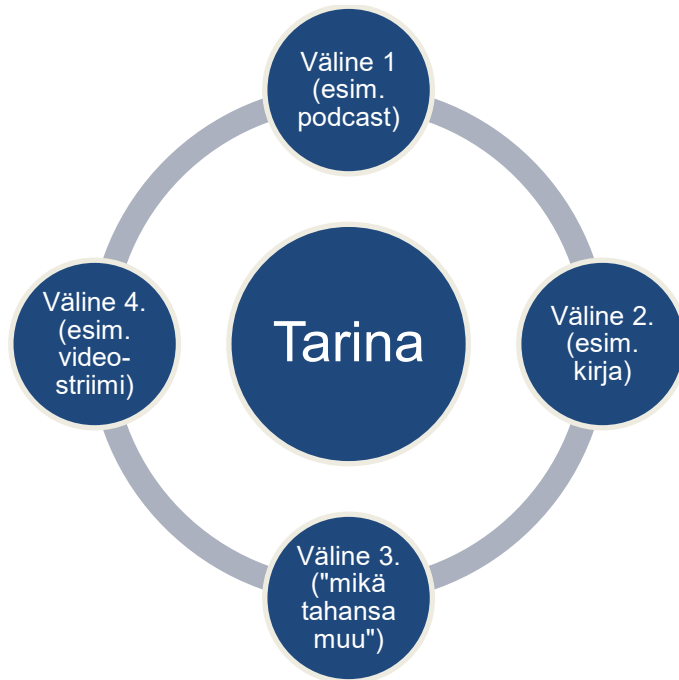 Väline 1
(esim.
podcast)
Väline 4.
(esim.
video-
striimi)
Tarina
Väline 2.
(esim.
kirja)
Väline 3.
("mikä
tahansa
muu")